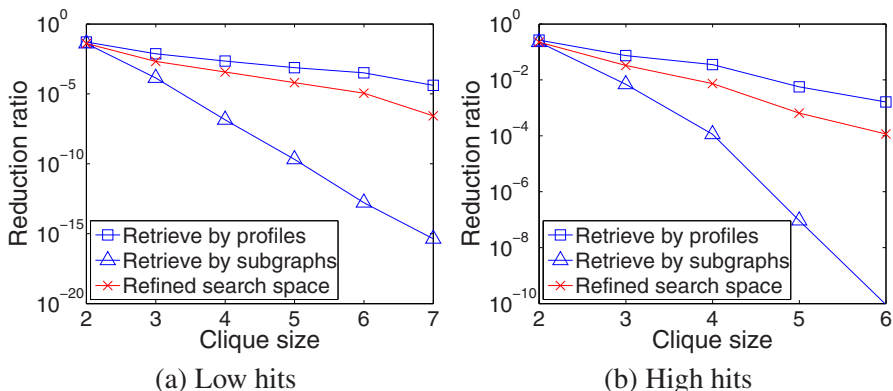 10^0
10^-5
10^-10
10^-15
10^-20
Reduction ratio
2 3 4 5 6 7
Clique size
Retrieve by profiles
Retrieve by subgraphs
Refined search space
(a) Low hits
10^0
10^-2
10^-4
10^-6
10^-8
10^-10
Reduction ratio
2 3 4 5 6
Clique size
Retrieve by profiles
Retrieve by subgraphs
Refined search space
(b) High hits